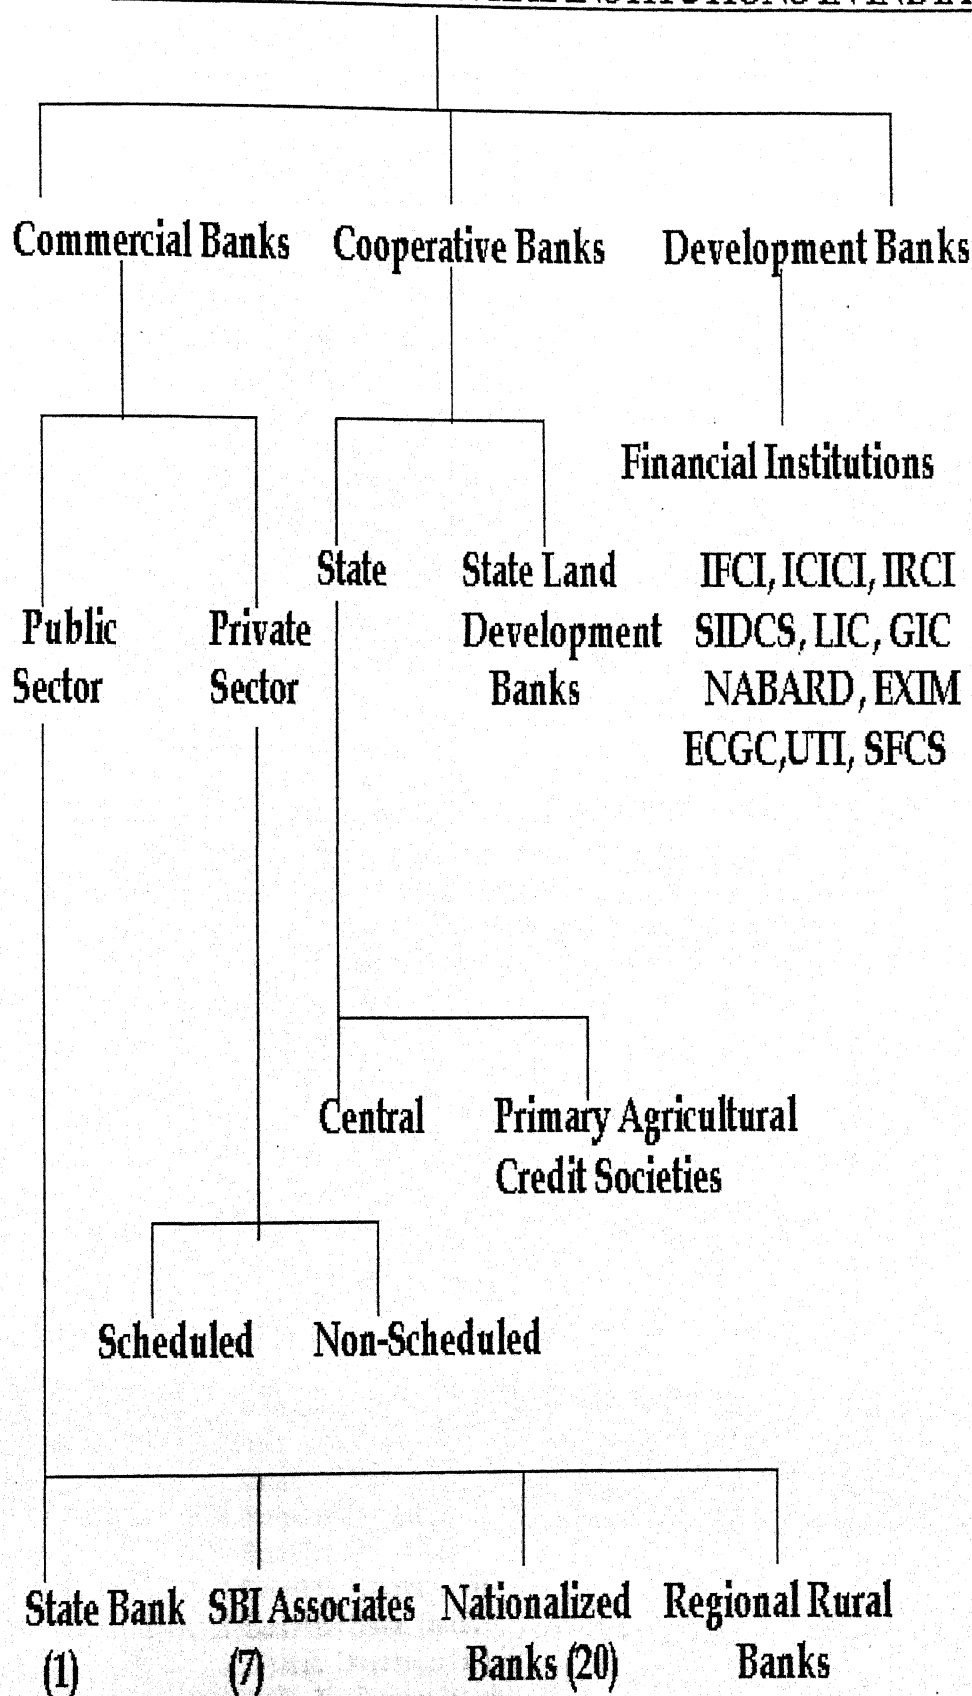 INSTITUTIONS IN
Commercial Banks
Cooperative Banks
Development Banks
Financial Institutions
State
State Land
Development
Banks
IFCI, ICICI, IRCI
SIDCS, LIC, GIC
NABARD, EXIM
ECGC,UTI, SFCS
Public
Sector
Private
Sector
Central
Primary Agricultural
Credit Societies
Scheduled
Non-Scheduled
State Bank
(1)
SBI Associates
(7)
Nationalized
Banks (20)
Regional Rural
Banks